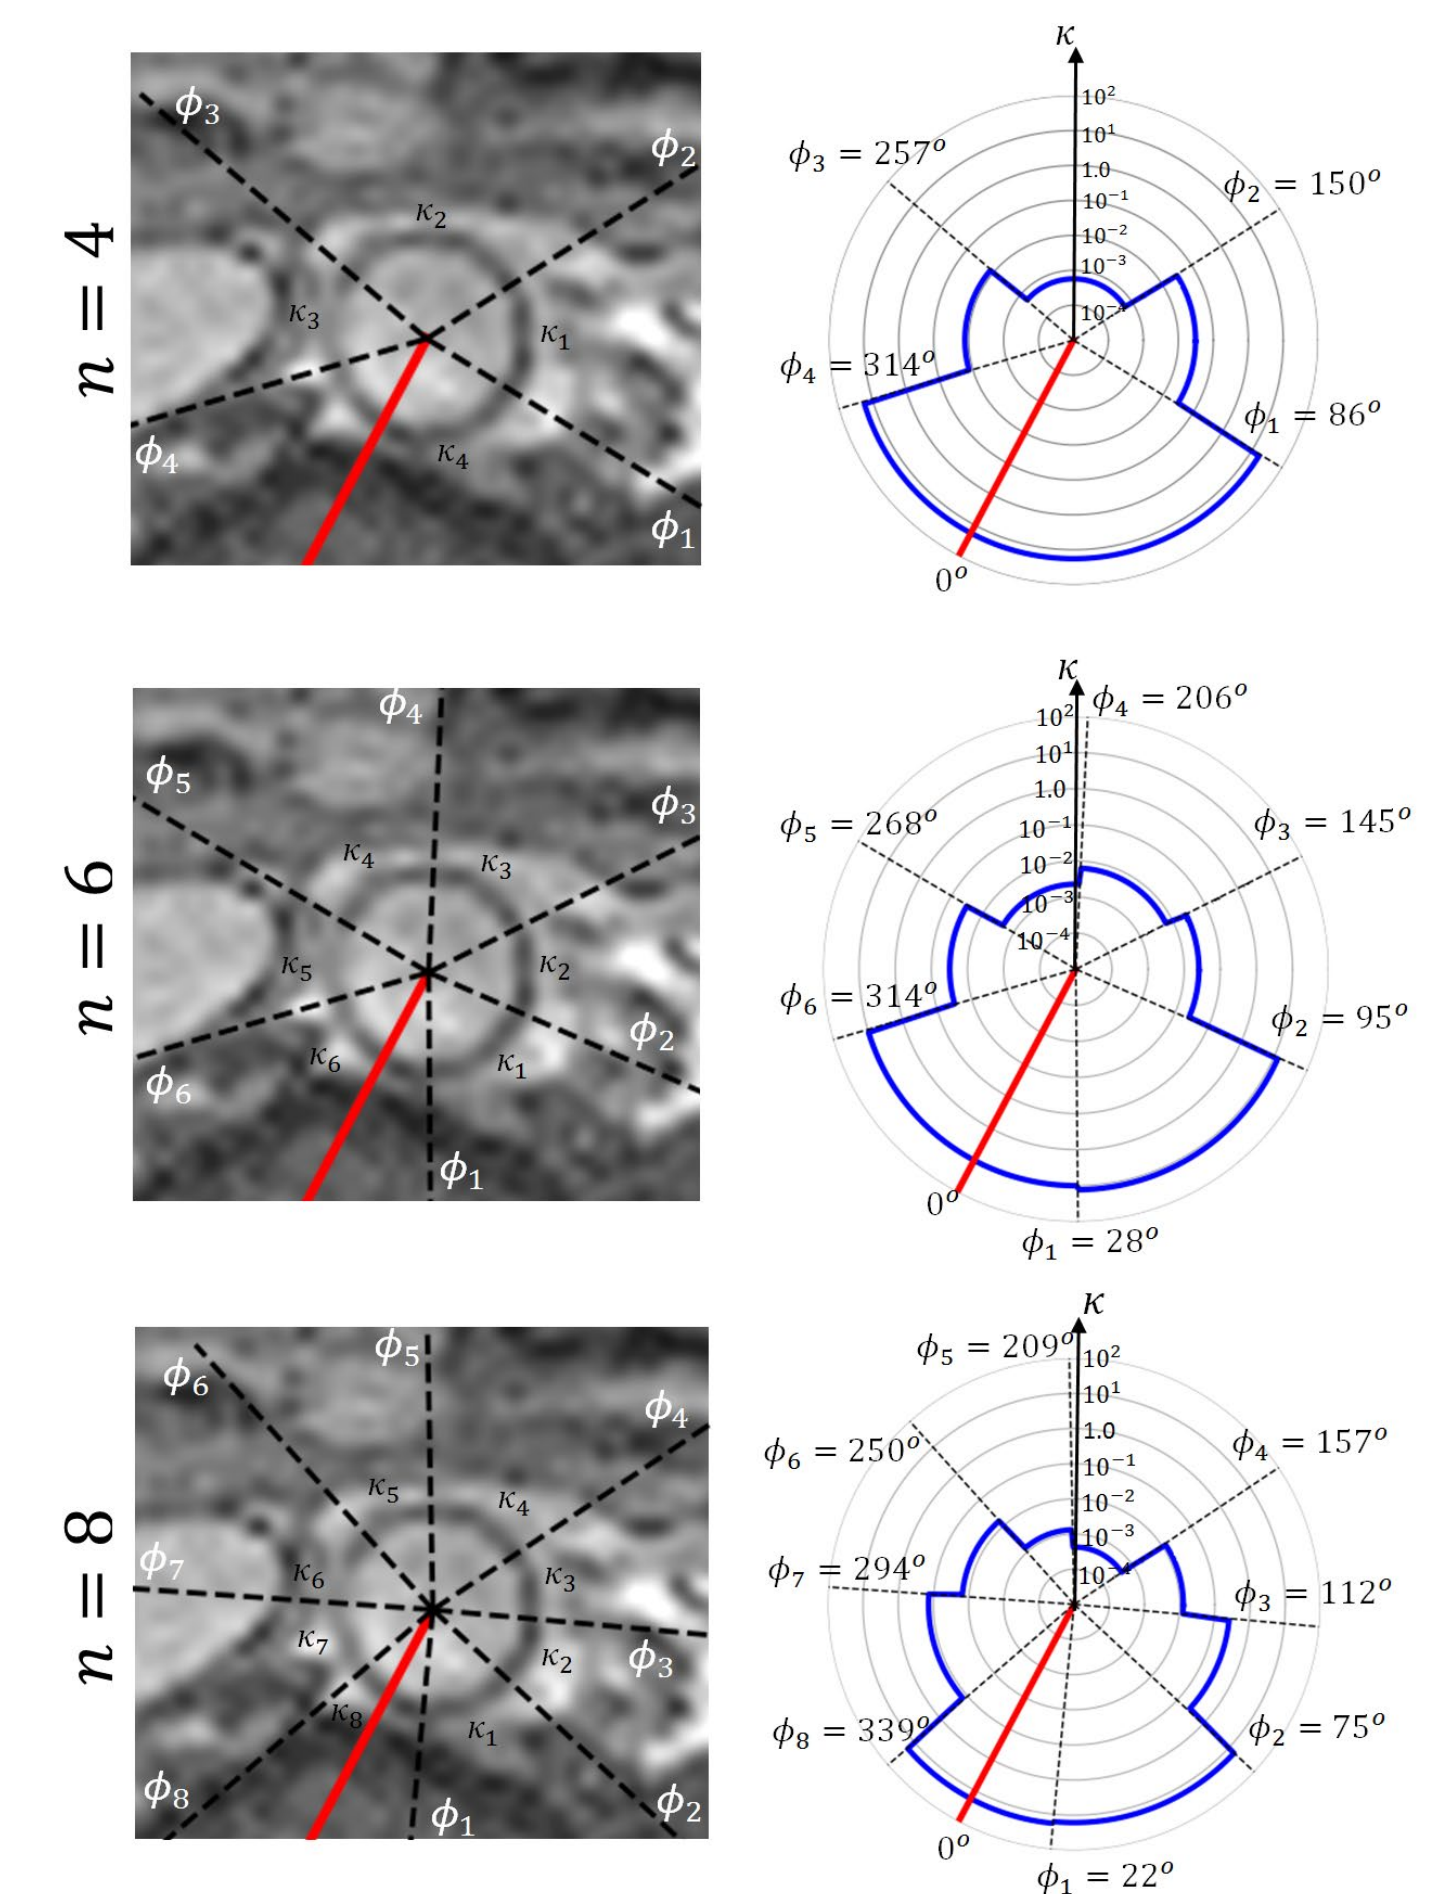 n = 4
ϕ₃
ϕ₂
κ₂
κ₃
κ₁
ϕ₄
κ₄
ϕ₁
κ
10²
10¹
1.0
10⁻¹
10⁻²
10⁻³
10⁻⁴
ϕ₃ = 257°
ϕ₂ = 150°
ϕ₄ = 314°
ϕ₁ = 86°
0°
n = 6
ϕ₄
ϕ₅
ϕ₃
κ₄
κ₃
κ₅
κ₂
ϕ₂
κ₆
κ₁
ϕ₆
ϕ₁
κ
ϕ₄ = 206°
10²
10¹
1.0
10⁻¹
10⁻²
10⁻³
10⁻⁴
ϕ₅ = 268°
ϕ₃ = 145°
ϕ₆ = 314°
ϕ₂ = 95°
0°
ϕ₁ = 28°
n = 8
ϕ₅
ϕ₆
ϕ₄
κ₅
κ₄
ϕ₇
κ₆
κ₃
κ₇
κ₂
ϕ₃
κ₈
κ₁
ϕ₈
ϕ₁
ϕ₂
κ
ϕ₅ = 209°
10²
10¹
1.0
10⁻¹
10⁻²
10⁻³
10⁻⁴
ϕ₆ = 250°
ϕ₄ = 157°
ϕ₇ = 294°
ϕ₃ = 112°
ϕ₈ = 339°
ϕ₂ = 75°
0°
ϕ₁ = 22°